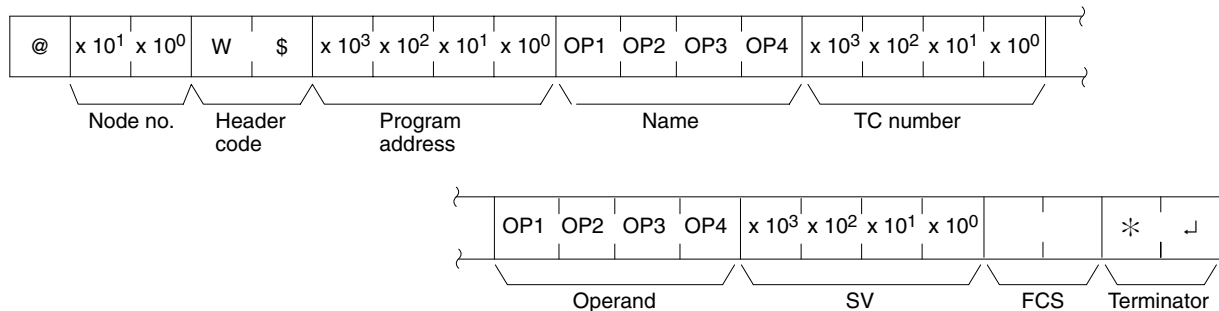 @ x 10¹ x 10⁰ W $ x 10³ x 10² x 10¹ x 10⁰ OP1 OP2 OP3 OP4 x 10³ x 10² x 10¹ x 10⁰
Node no. Header code Program address Name TC number
OP1 OP2 OP3 OP4 x 10³ x 10² x 10¹ x 10⁰ * ↵
Operand SV FCS Terminator